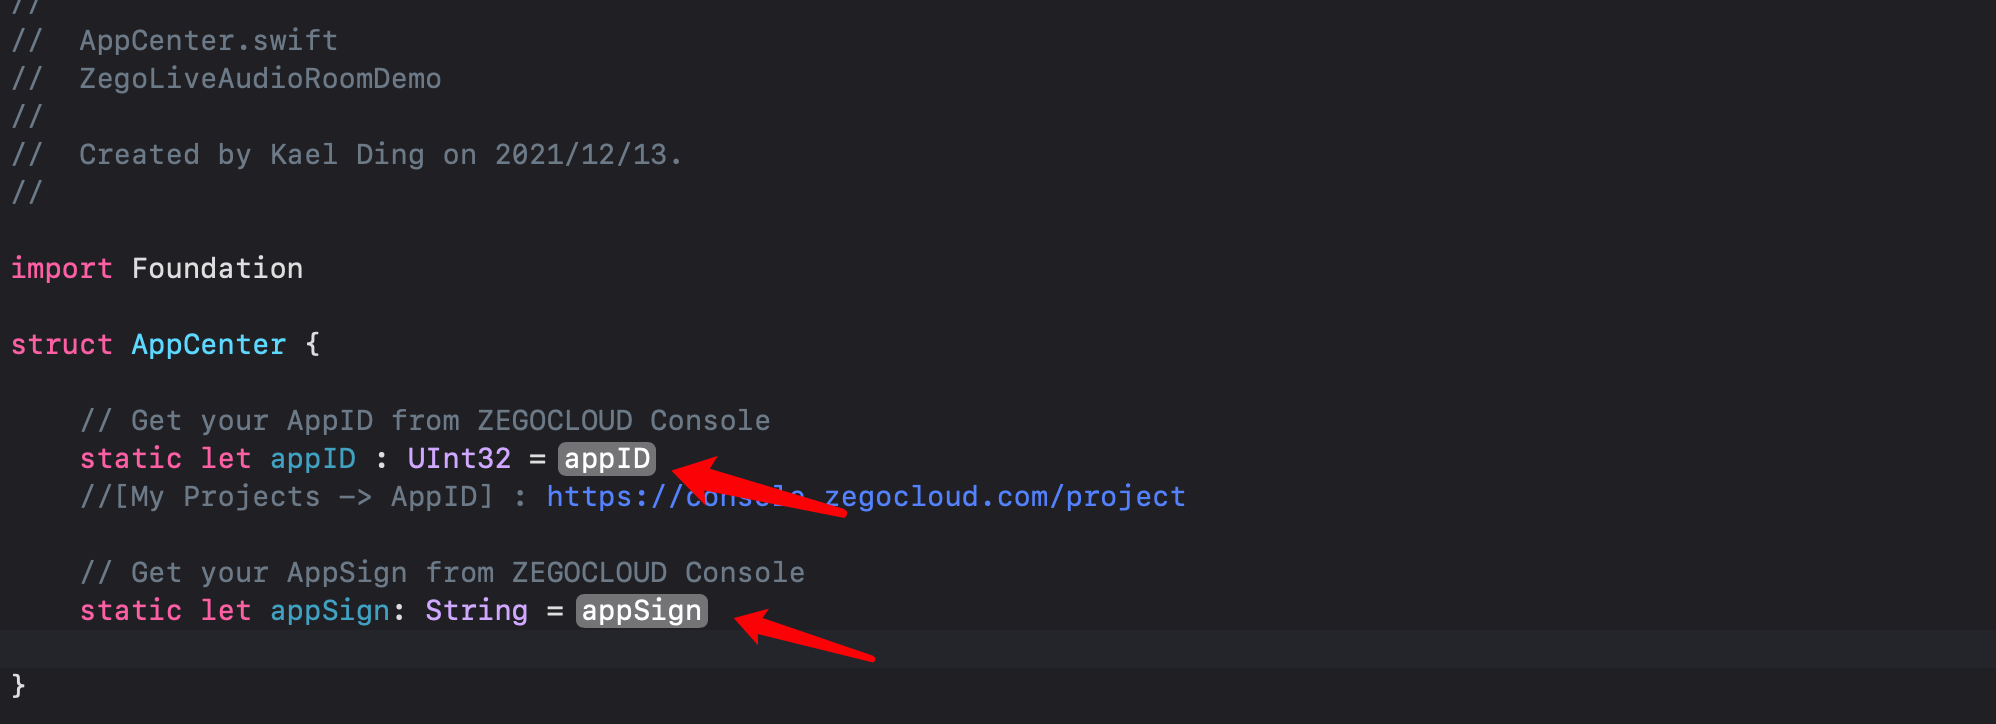 //
// AppCenter.swift
// ZegoLiveAudioRoomDemo
//
// Created by Kael Ding on 2021/12/13.
//
import Foundation
struct AppCenter {
// Get your AppID from ZEGOCLOUD Console
static let appID : UInt32 = appID
//[My Projects -> AppID] : https://console.zegocloud.com/project
// Get your AppSign from ZEGOCLOUD Console
static let appSign: String = appSign
}